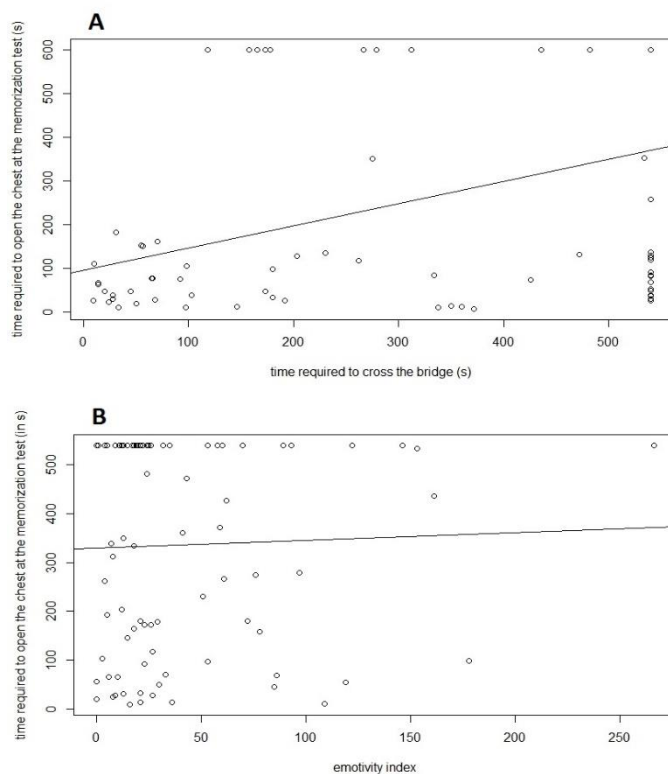 A
time required to open the chest at the memorization test (s)
600
500
400
300
200
100
0
0 100 200 300 400 500
time required to cross the bridge (s)
B
time required to open the chest at the memorization test (in s)
500
400
300
200
100
0
0 50 100 150 200 250
emotivity index